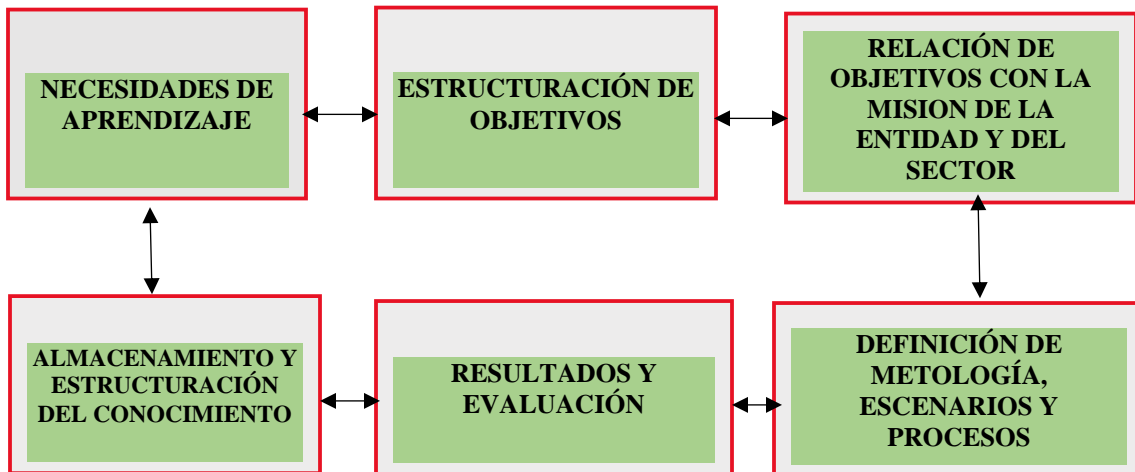 NECESIDADES DE
APRENDIZAJE
ESTRUCTURACIÓN DE
OBJETIVOS
RELACIÓN DE
OBJETIVOS CON LA
MISION DE LA
ENTIDAD Y DEL
SECTOR
ALMACENAMIENTO Y
ESTRUCTURACIÓN
DEL CONOCIMIENTO
RESULTADOS Y
EVALUACIÓN
DEFINICIÓN DE
METOLOGÍA,
ESCENARIOS Y
PROCESOS